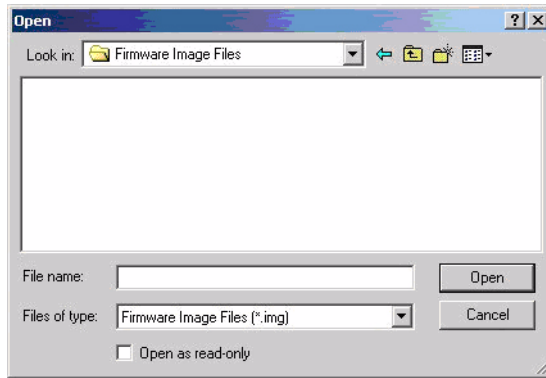 Open
Look in: Firmware Image Files
File name: Open
Files of type: Firmware Image Files (*.img) Cancel
Open as read-only